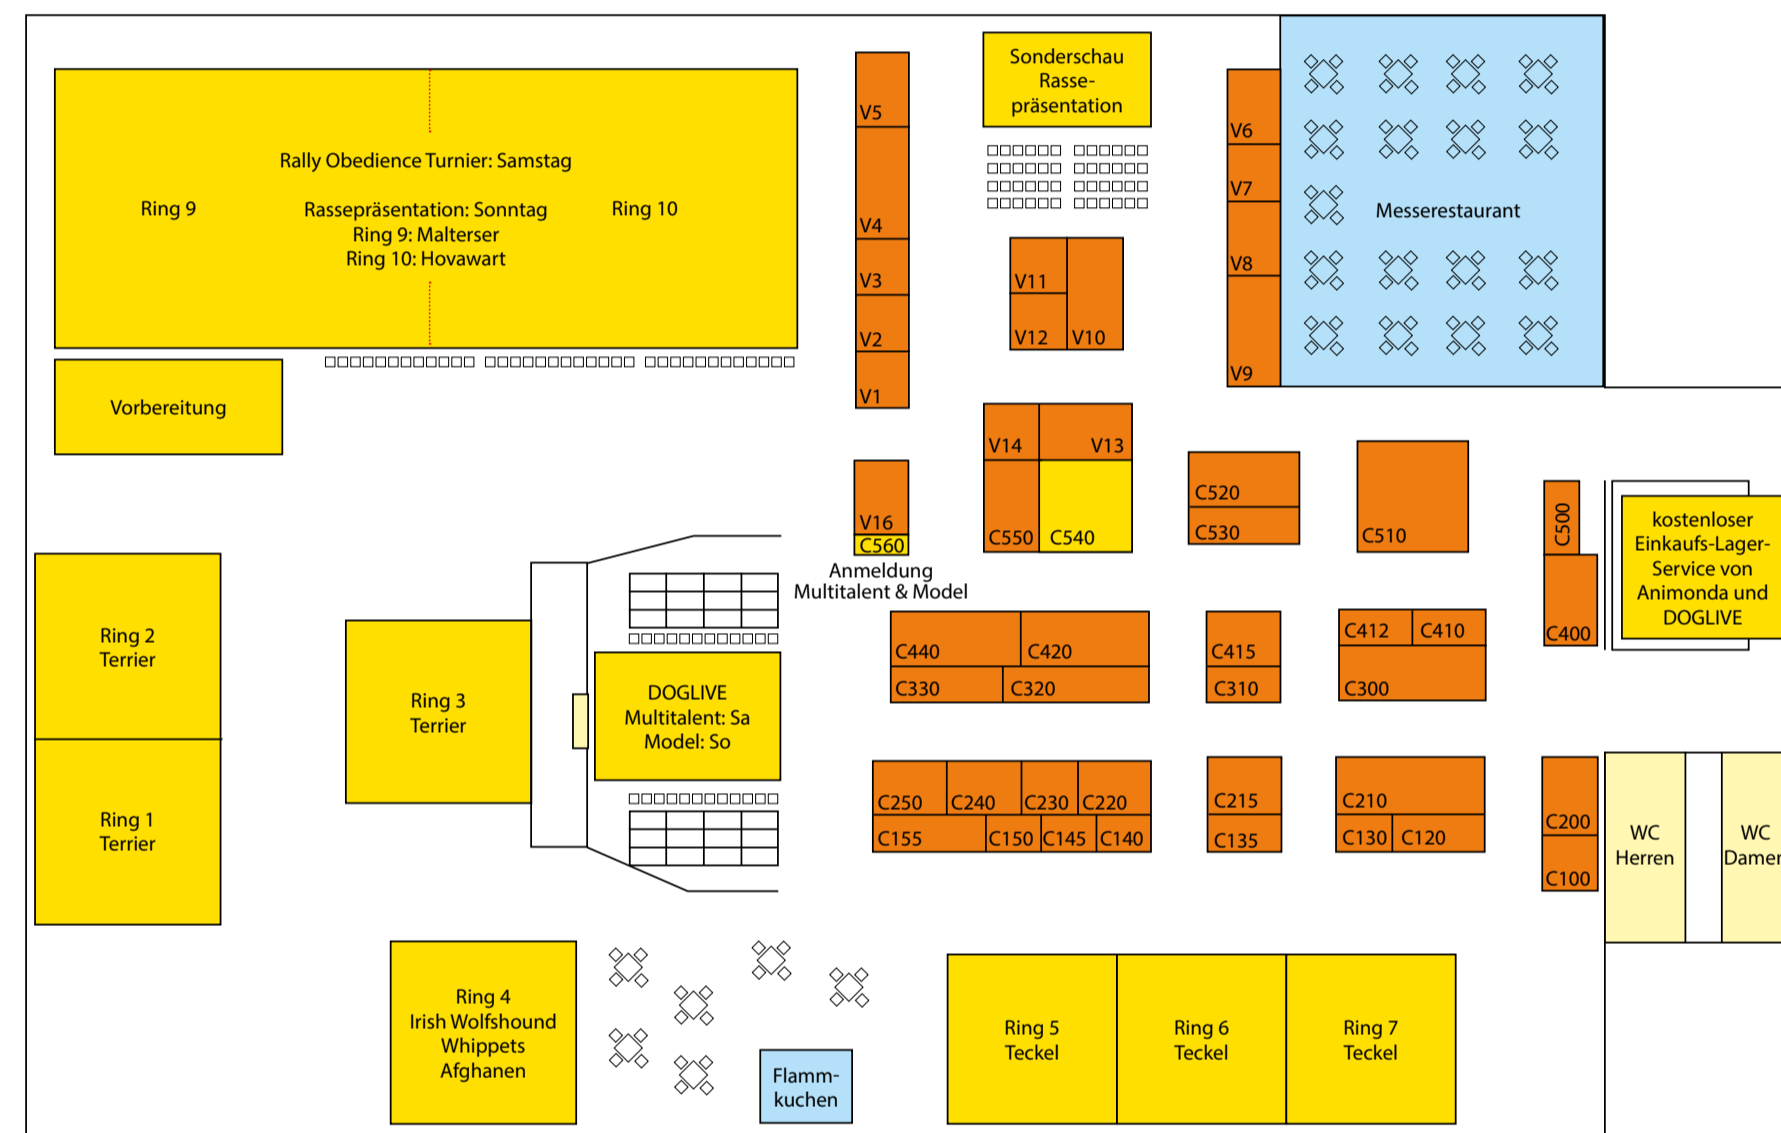 Rally Obedience Turnier: Samstag
Ring 9
Rassepräsentation: Sonntag
Ring 10
Ring 9: Malterser
Ring 10: Hovawart
Vorbereitung
V5
V4
V3
V2
V1
Sonderschau
Rasse-
präsentation
V11
V12
V10
V6
V7
V8
V9
Messerestaurant
V14
V13
C550
C540
V16
C560
Anmeldung
Multitalent & Model
C520
C530
C510
C500
C400
kostenloser
Einkaufs-Lager-
Service von
Animonda und
DOGLIVE
Ring 2
Terrier
Ring 1
Terrier
Ring 3
Terrier
DOGLIVE
Multitalent: Sa
Model: So
C440
C420
C330
C320
C415
C310
C412
C410
C300
C250
C240
C230
C220
C155
C150
C145
C140
C215
C135
C210
C130
C120
C200
C100
WC
Herren
WC
Damen
Ring 4
Irish Wolfshound
Whippets
Afghanen
Flamm-
kuchen
Ring 5
Teckel
Ring 6
Teckel
Ring 7
Teckel